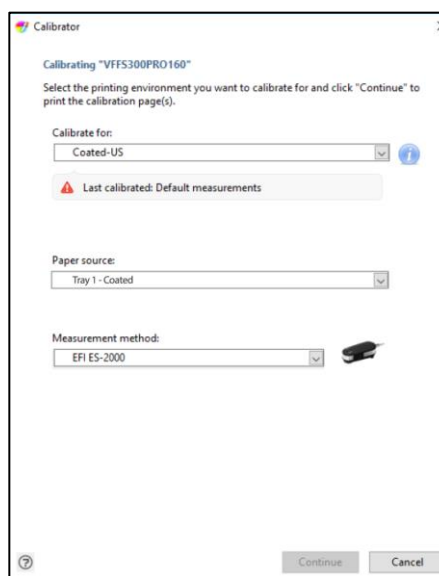 Calibrator
Calibrating "VFFS300PRO160"
Select the printing environment you want to calibrate for and click "Continue" to
print the calibration page(s).
Calibrate for:
Coated-US
Last calibrated: Default measurements
Paper source:
Tray 1 - Coated
Measurement method:
EFI ES-2000
Continue
Cancel